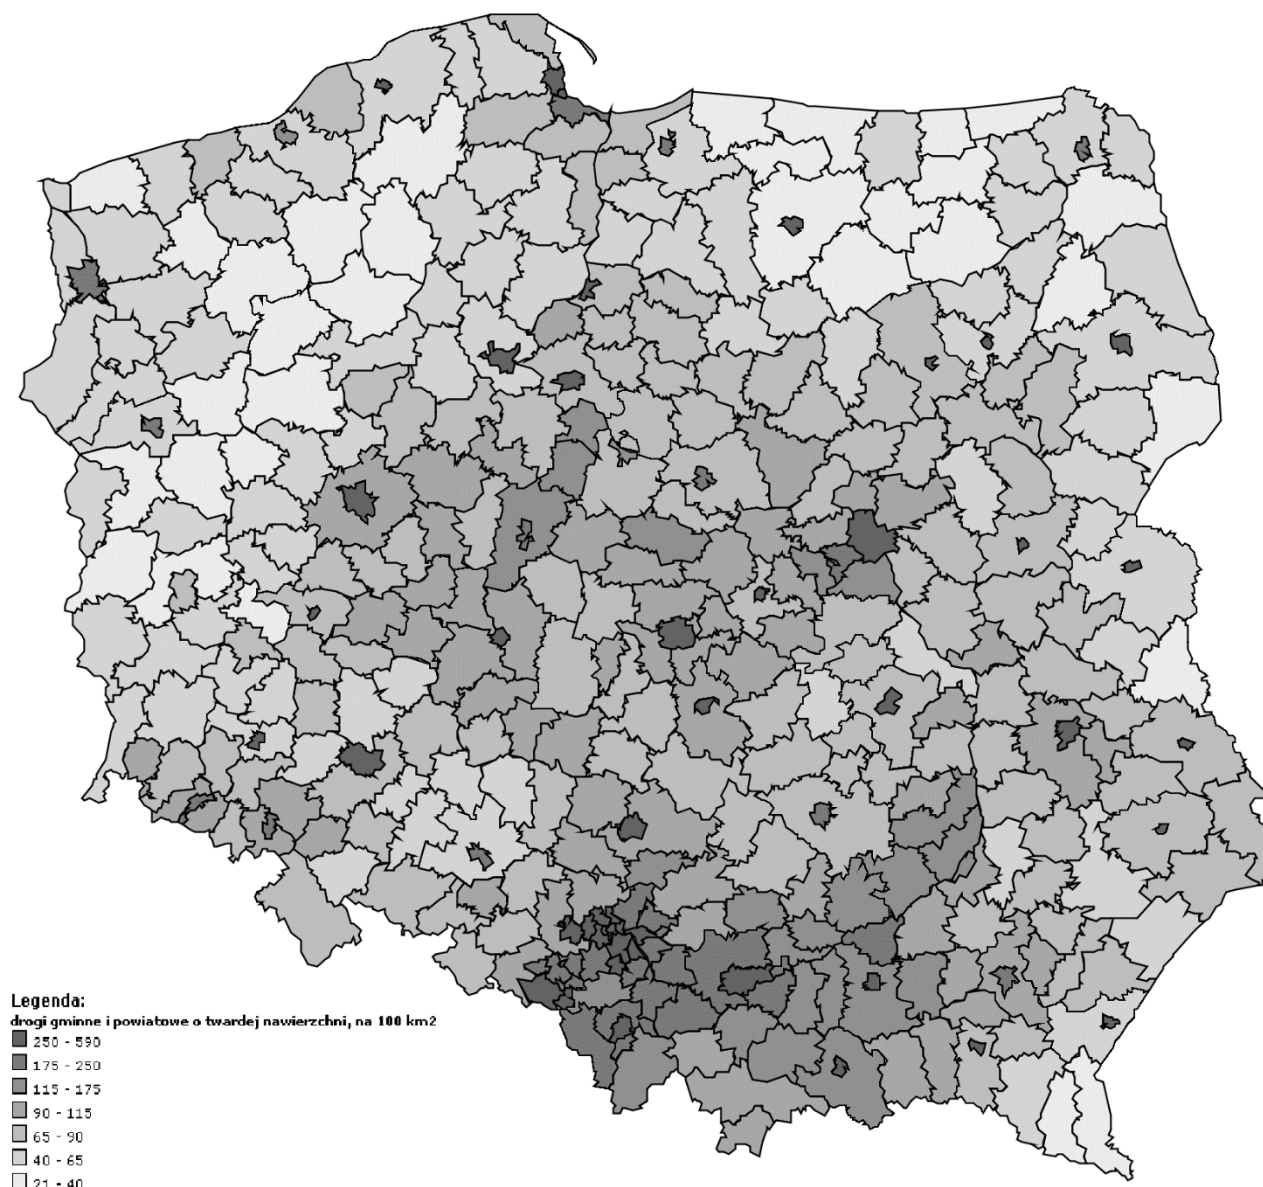 Legenda:
drogi gminne i powiatowe o twardej nawierzchni, na 100 km2
250 - 590
175 - 250
115 - 175
90 - 115
65 - 90
40 - 65
21 - 40